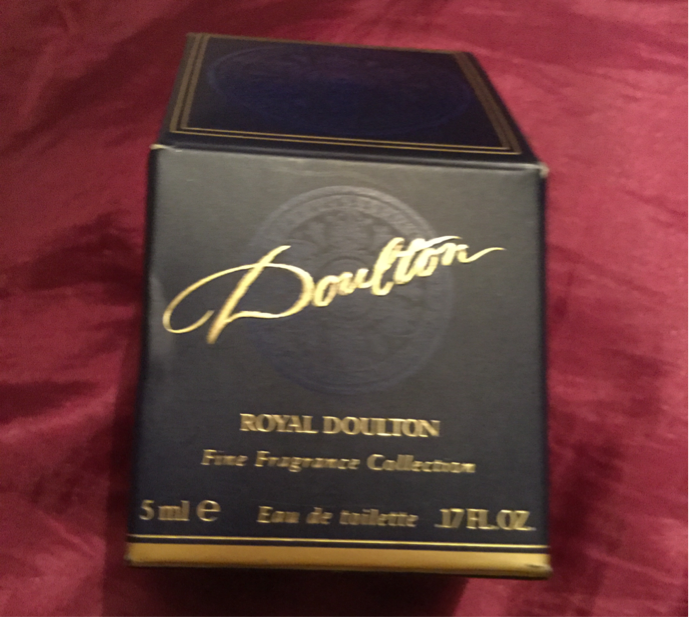 Doulton
ROYAL DOULTON
Fine Fragrance Collection
5 ml ℮ Eau de toilette .17 FL.OZ.